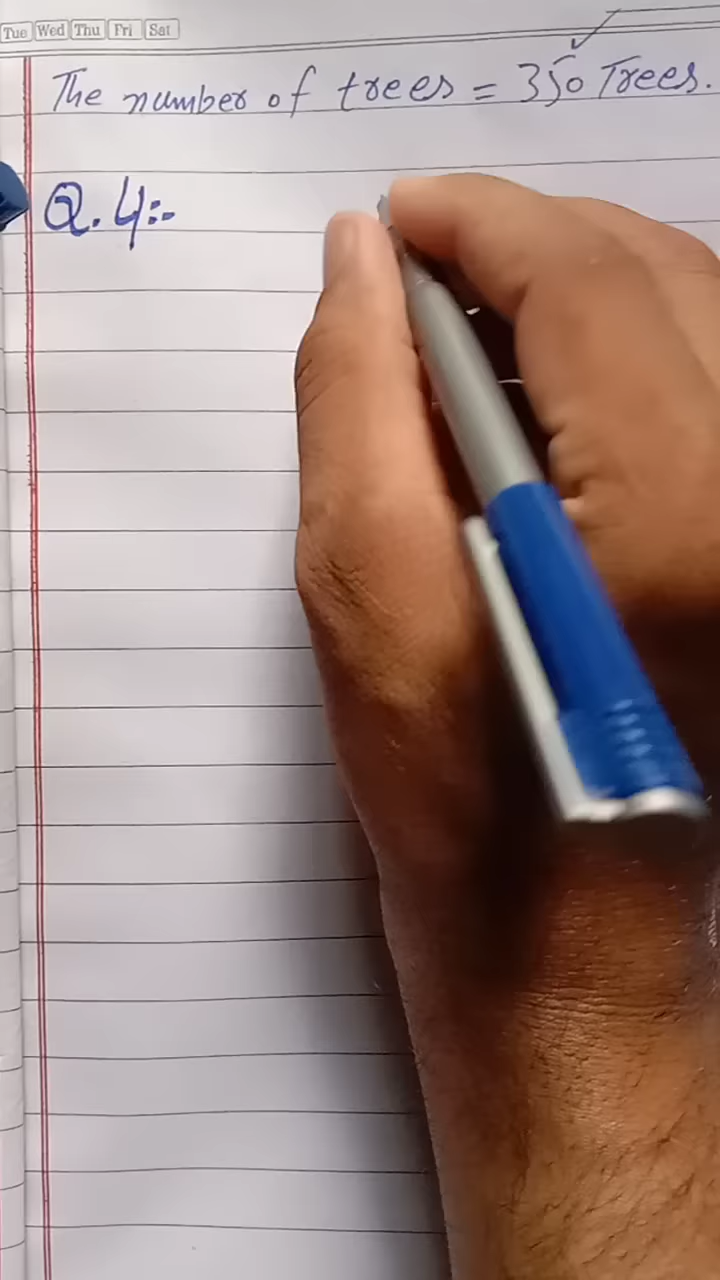 Tue Wed Thu Fri Sat
The number of trees = 350 Trees.
Q.4:-